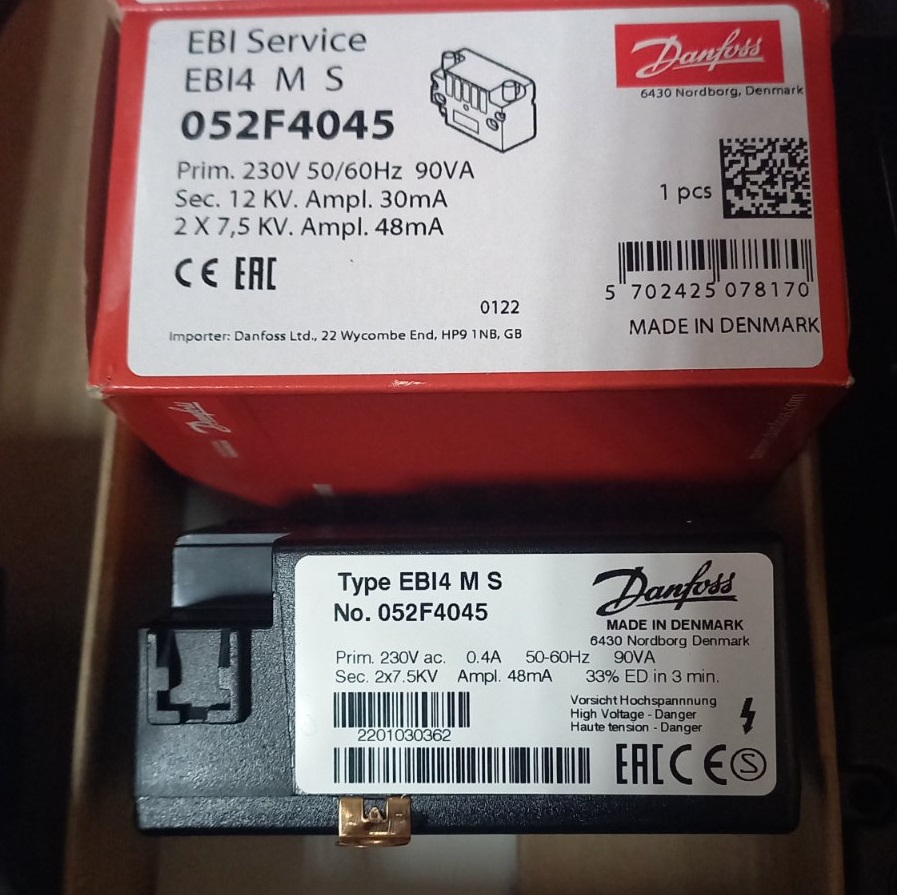 EBI Service
EBI4 M S
052F4045
Danfoss
6430 Nordborg, Denmark
Prim. 230V 50/60Hz 90VA
Sec. 12 KV. Ampl. 30mA
2 X 7,5 KV. Ampl. 48mA
1 pcs
CE EAC
5 702425 078170
0122
MADE IN DENMARK
Importer: Danfoss Ltd., 22 Wycombe End, HP9 1NB, GB
Danfoss
Type EBI4 M S
No. 052F4045
Danfoss
MADE IN DENMARK
6430 Nordborg Denmark
Prim. 230V ac. 0.4A 50-60Hz 90VA
Sec. 2x7.5KV Ampl. 48mA 33% ED in 3 min.
2201030362
Vorsicht Hochspannnung
High Voltage - Danger
Haute tension - Danger
EAC CE S